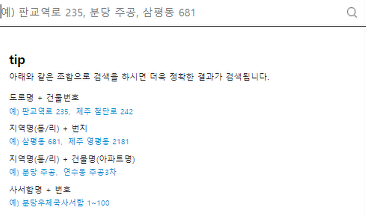 예) 판교역로 235, 분당 주공, 삼평동 681
tip
아래와 같은 조합으로 검색을 하시면 더욱 정확한 결과가 검색됩니다.
도로명 + 건물번호
예) 판교역로 235, 제주 첨단로 242
지역명(동/리) + 번지
예) 삼평동 681, 제주 영평동 2181
지역명(동/리) + 건물명(아파트명)
예) 분당 주공, 연수동 주공3차
사서함명 + 번호
예) 분당우체국사서함 1~100